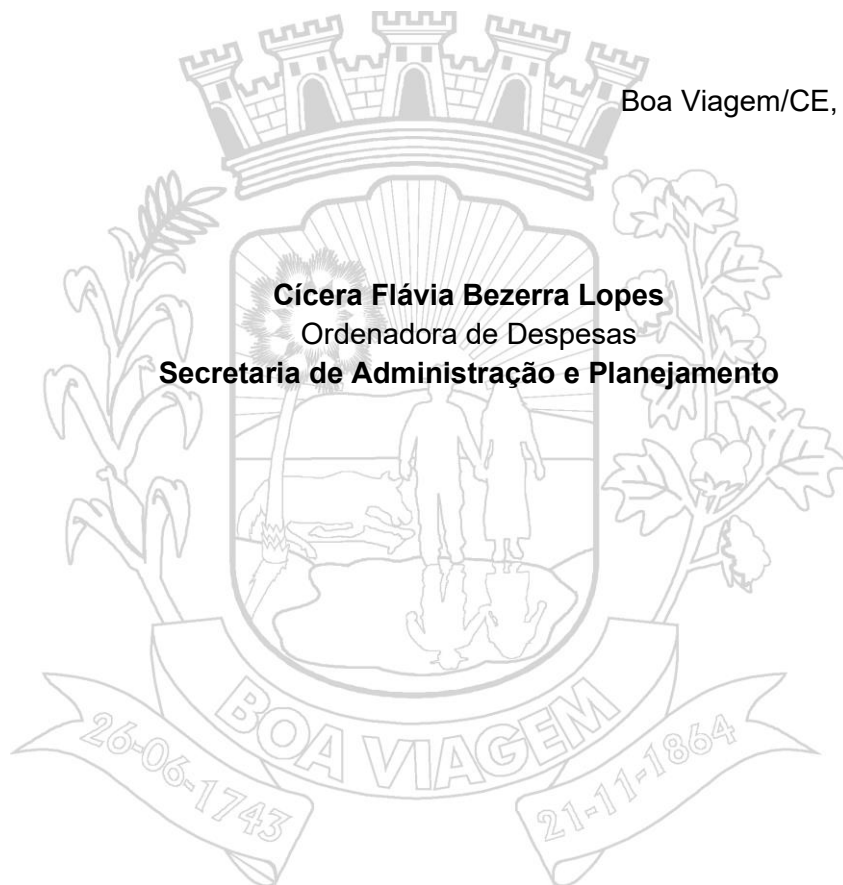 Boa Viagem/CE,
Cícera Flávia Bezerra Lopes
Ordenadora de Despesas
Secretaria de Administração e Planejamento
BOA VIAGEM
26-06-1743
21-11-1864